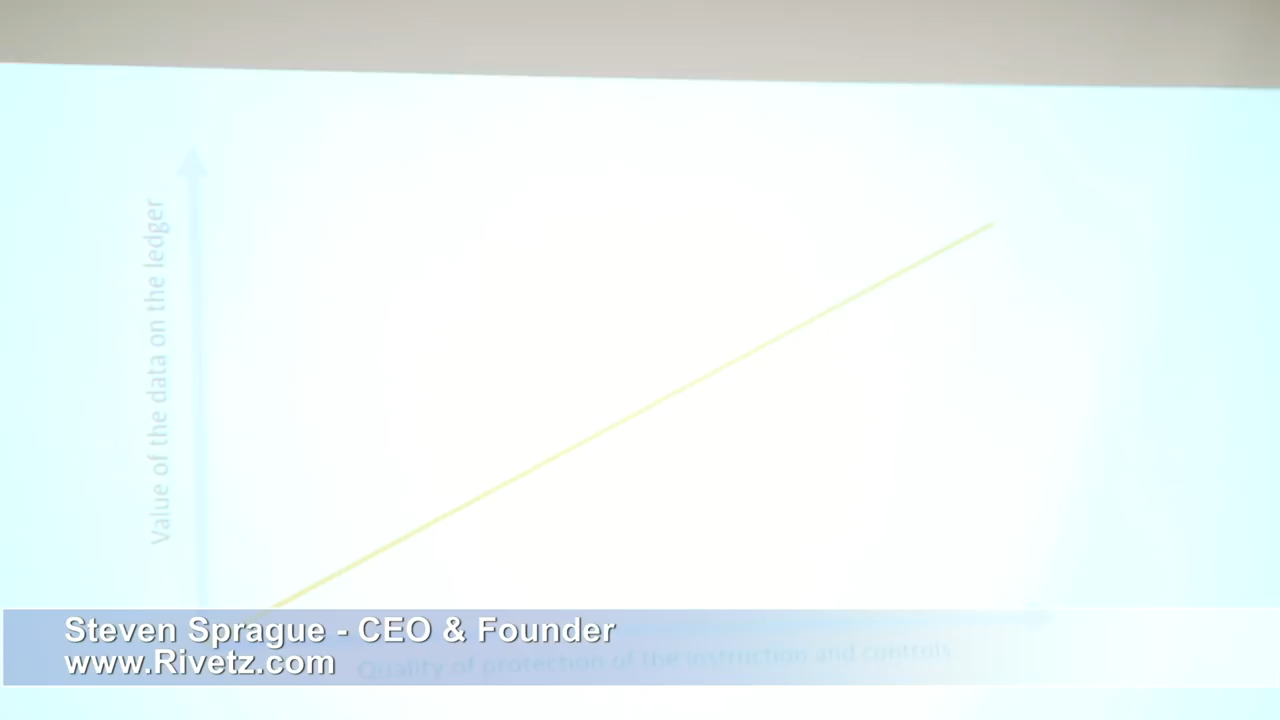 Value of the data on the ledger
Steven Sprague - CEO & Founder
www.Rivetz.com
Quality of protection of the instruction and controls